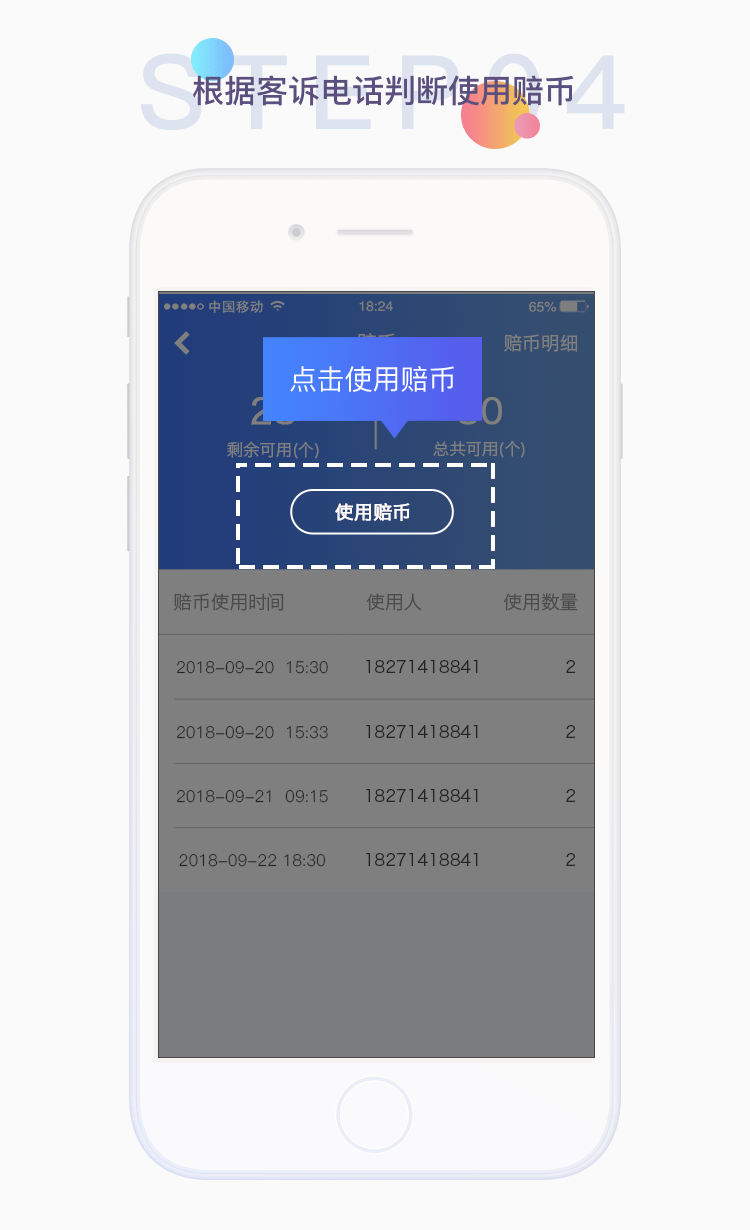 STEP04
根据客诉电话判断使用赔币
中国移动 18:24 65%
赔币 赔币明细
点击使用赔币
剩余可用(个) 总共可用(个)
使用赔币
赔币使用时间 使用人 使用数量
2018-09-20 15:30 18271418841 2
2018-09-20 15:33 18271418841 2
2018-09-21 09:15 18271418841 2
2018-09-22 18:30 18271418841 2